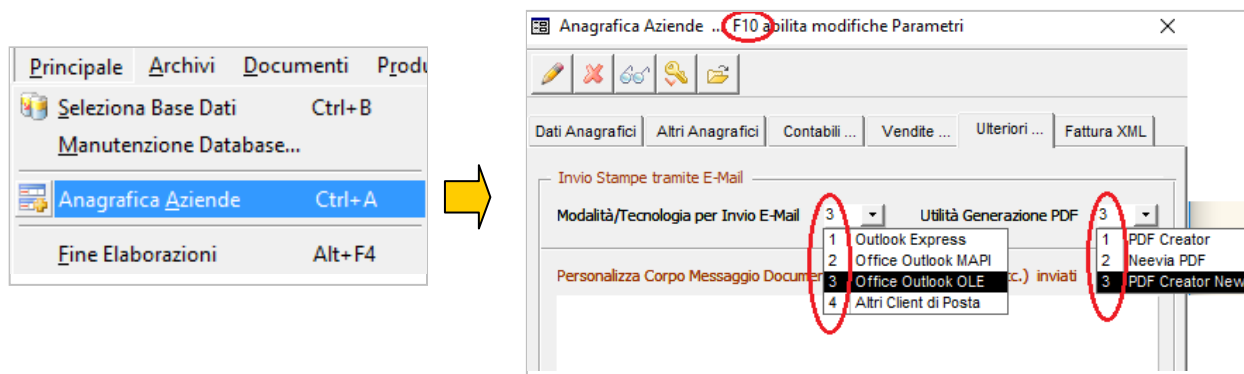 Principale Archivi Documenti Produ
Seleziona Base Dati Ctrl+B
Manutenzione Database...
Anagrafica Aziende Ctrl+A
Fine Elaborazioni Alt+F4
Anagrafica Aziende ... F10 abilita modifiche Parametri
Dati Anagrafici Altri Anagrafici Contabili ... Vendite ... Ulteriori ... Fattura XML
Invio Stampe tramite E-Mail
Modalità/Tecnologia per Invio E-Mail 3 Utilità Generazione PDF 3
1 Outlook Express 1 PDF Creator
2 Office Outlook MAPI 2 Neevia PDF
Personalizza Corpo Messaggio Docume 3 Office Outlook OLE tc.) inviati 3 PDF Creator New
4 Altri Client di Posta